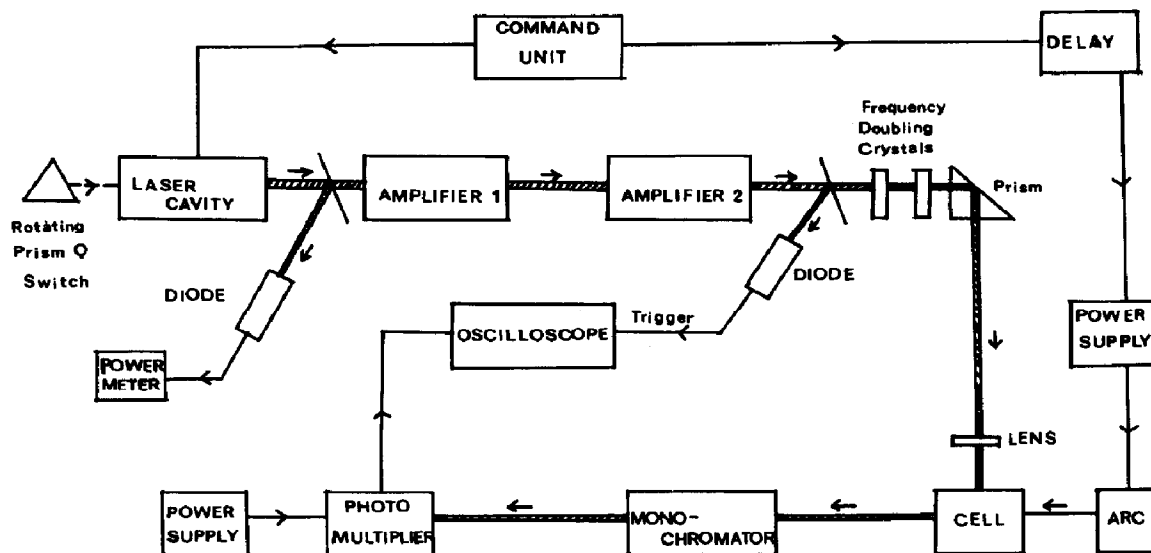 COMMAND
UNIT
DELAY
Frequency
Doubling
Crystals
LASER
CAVITY
AMPLIFIER 1
AMPLIFIER 2
Prism
Rotating
Prism Q
Switch
DIODE
DIODE
Trigger
OSCILLOSCOPE
POWER
SUPPLY
POWER
METER
LENS
POWER
SUPPLY
PHOTO
MULTIPLIER
MONO-
CHROMATOR
CELL
ARC